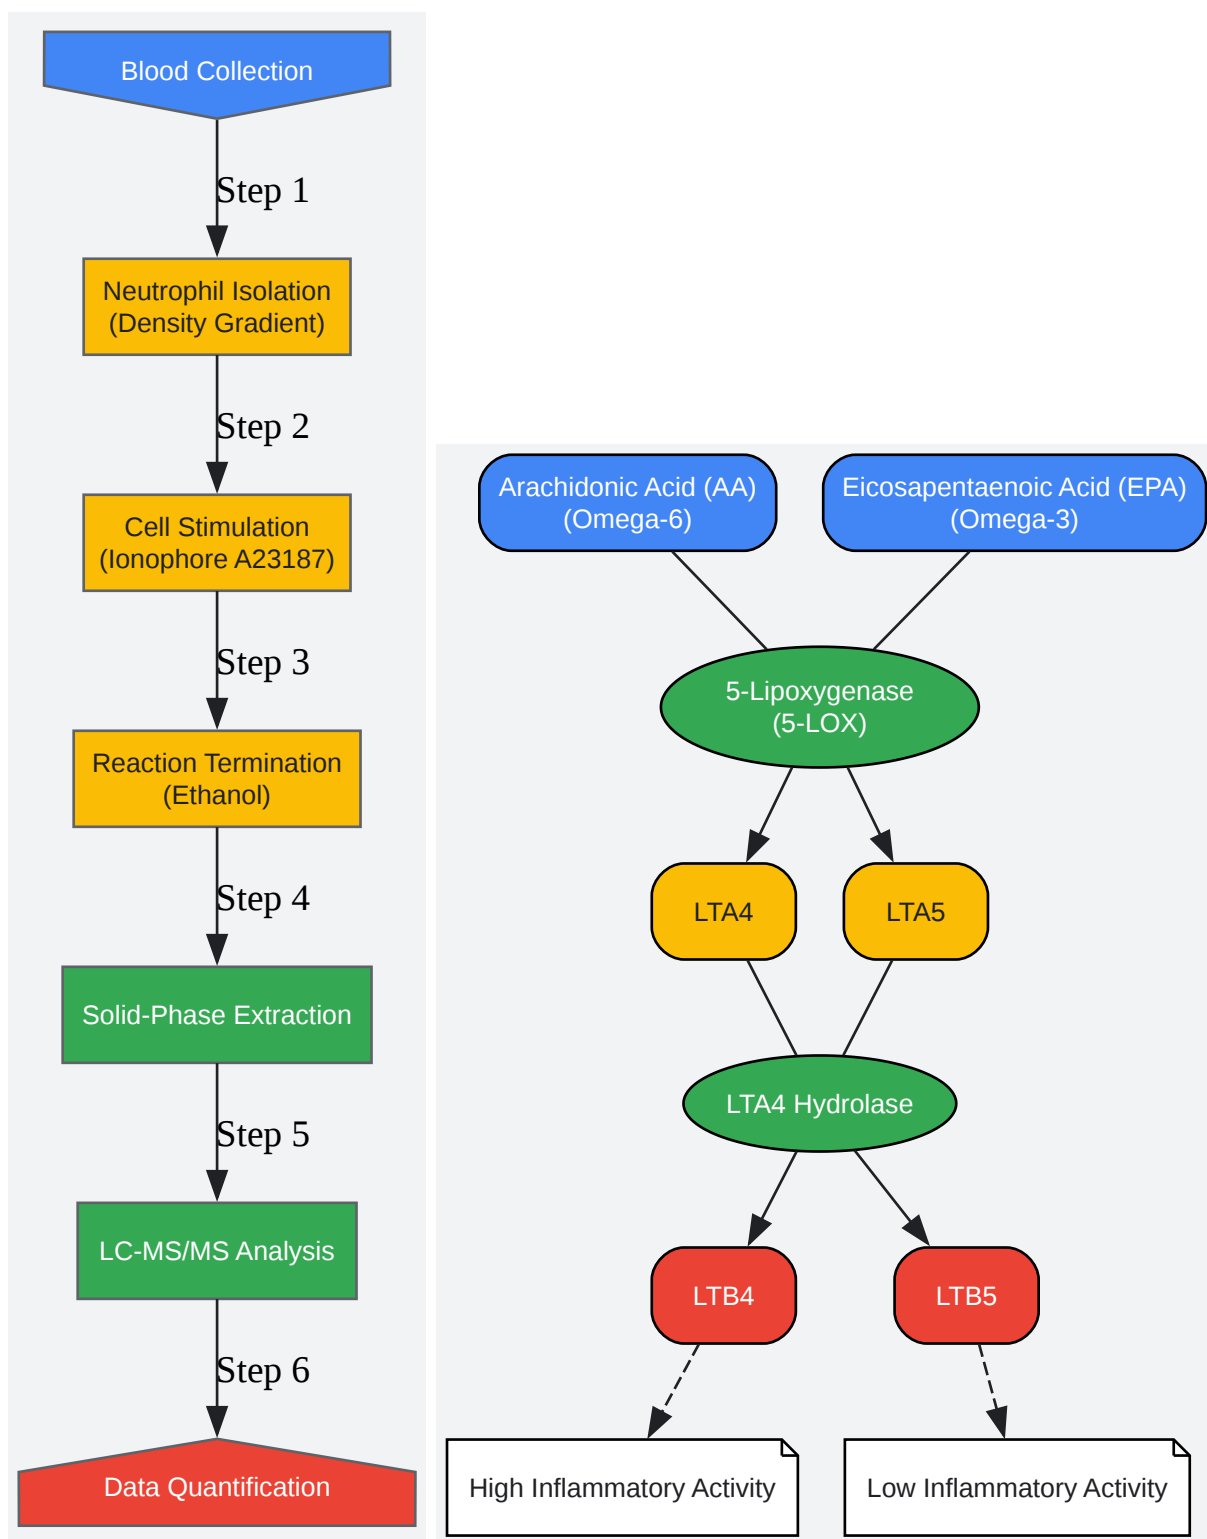 Blood Collection
Step 1
Neutrophil Isolation
(Density Gradient)
Step 2
Cell Stimulation
(Ionophore A23187)
Step 3
Reaction Termination
(Ethanol)
Step 4
Solid-Phase Extraction
Step 5
LC-MS/MS Analysis
Step 6
Data Quantification
Arachidonic Acid (AA)
(Omega-6)
Eicosapentaenoic Acid (EPA)
(Omega-3)
5-Lipoxygenase
(5-LOX)
LTA4
LTA5
LTA4 Hydrolase
LTB4
LTB5
High Inflammatory Activity
Low Inflammatory Activity